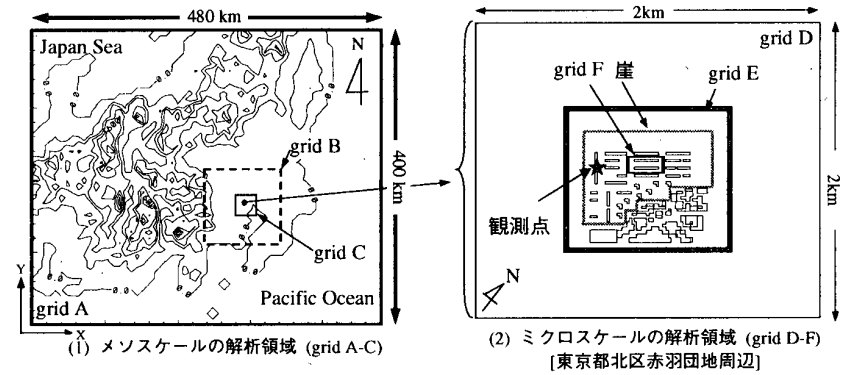 480 km
Japan Sea
N
grid B
400 km
grid C
Y
grid A
Pacific Ocean
X
(1) メソスケールの解析領域 (grid A-C)
2km
grid D
grid F 崖
grid E
2km
観測点
N
(2) ミクロスケールの解析領域 (grid D-F)
[東京都北区赤羽団地周辺]